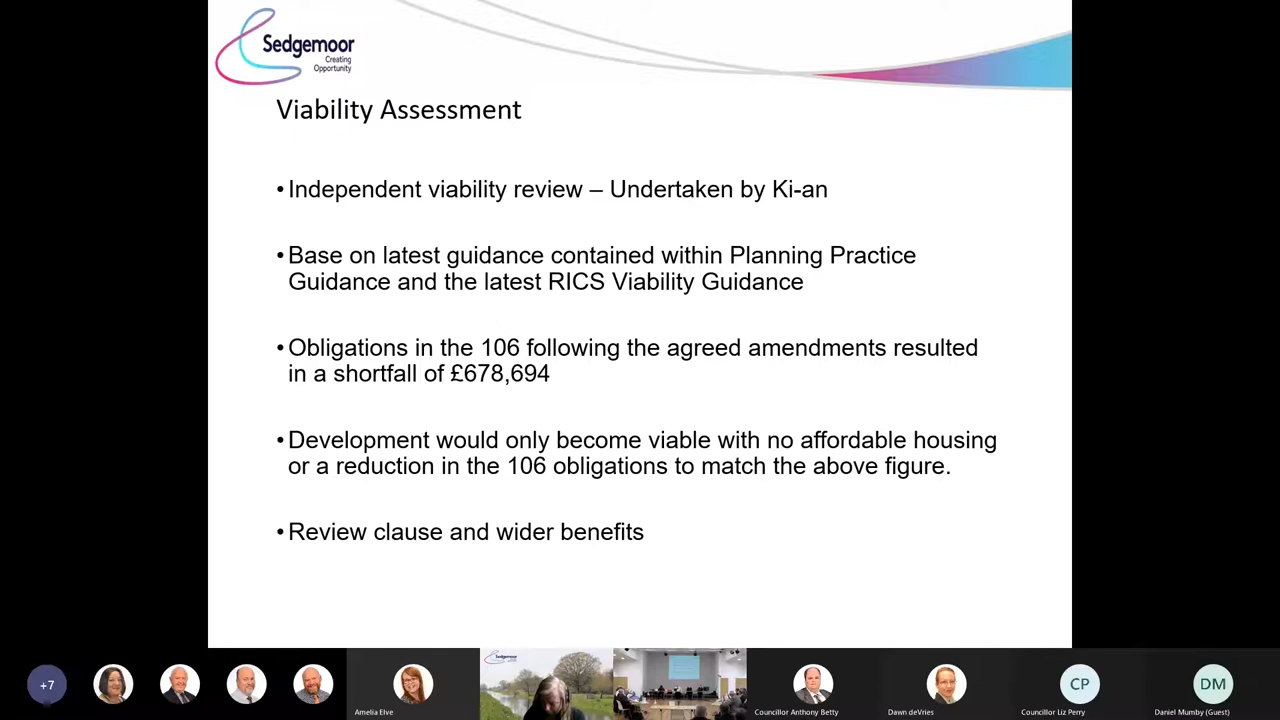 Sedgemoor
Creating
Opportunity
Viability Assessment
• Independent viability review – Undertaken by Ki-an
• Base on latest guidance contained within Planning Practice
Guidance and the latest RICS Viability Guidance
• Obligations in the 106 following the agreed amendments resulted
in a shortfall of £678,694
• Development would only become viable with no affordable housing
or a reduction in the 106 obligations to match the above figure.
• Review clause and wider benefits
+7
Amelia Elve
Sedgemoor
Councillor Anthony Betty
Dawn deVries
CP
Councillor Liz Perry
DM
Daniel Mumby (Guest)